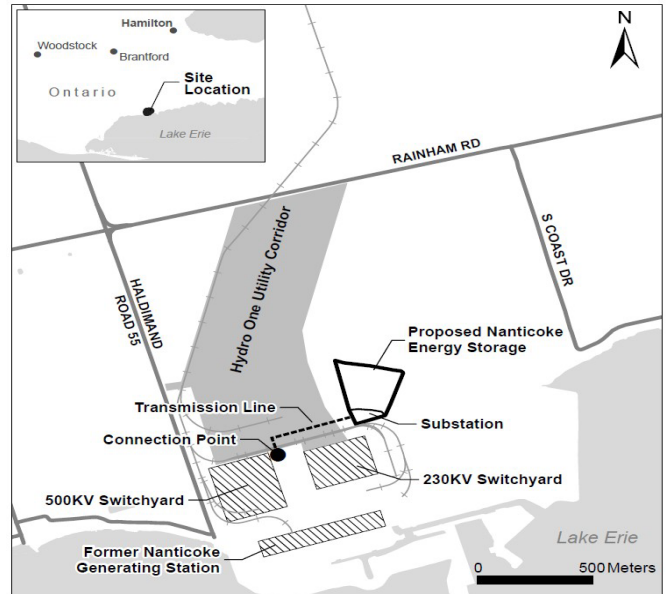 Hamilton
Woodstock
Brantford
Site
Location
Ontario
Lake Erie
N
RAINHAM RD
S COAST DR
HALDIMAND
ROAD 55
Hydro One Utility Corridor
Proposed Nanticoke
Energy Storage
Transmission Line
Substation
Connection Point
500KV Switchyard
230KV Switchyard
Former Nanticoke
Generating Station
Lake Erie
0 500 Meters